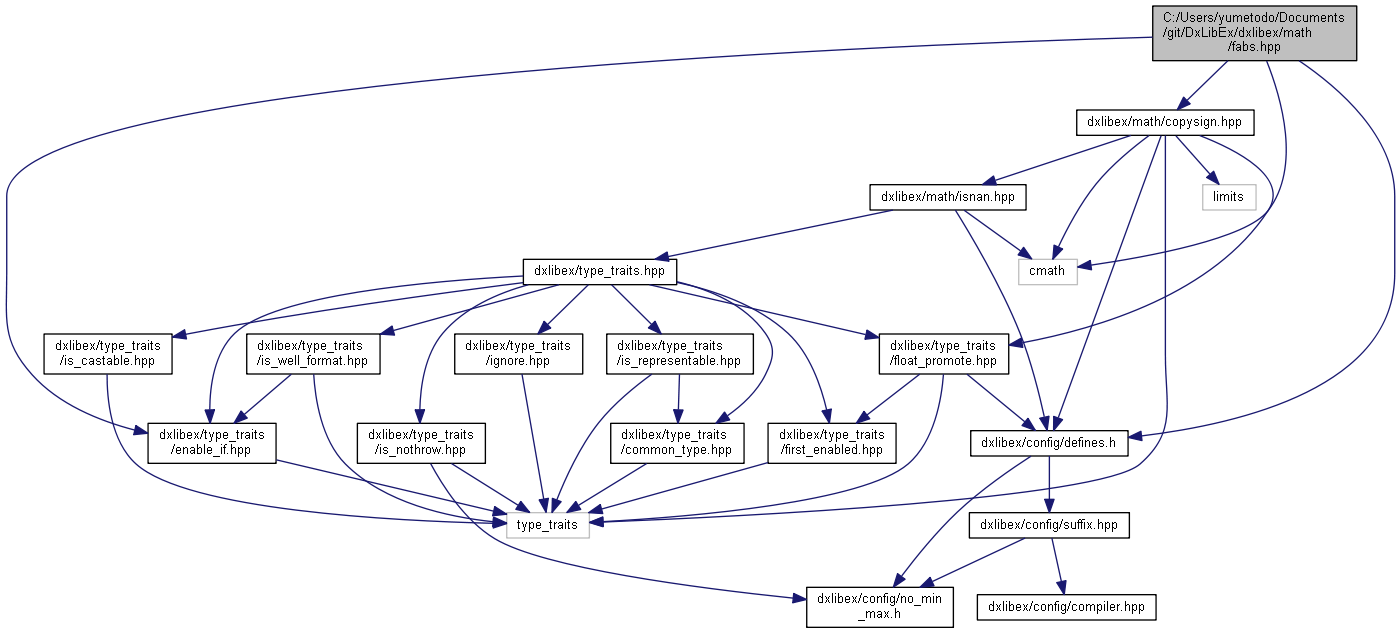 C:/Users/yumetodo/Documents
/git/DxLibEx/dxlibex/math
/fabs.hpp
dxlibex/math/copysign.hpp
dxlibex/math/isnan.hpp
limits
dxlibex/type_traits.hpp
cmath
dxlibex/type_traits
/is_castable.hpp
dxlibex/type_traits
/is_well_format.hpp
dxlibex/type_traits
/ignore.hpp
dxlibex/type_traits
/is_representable.hpp
dxlibex/type_traits
/float_promote.hpp
dxlibex/type_traits
/enable_if.hpp
dxlibex/type_traits
/is_nothrow.hpp
dxlibex/type_traits
/common_type.hpp
dxlibex/type_traits
/first_enabled.hpp
dxlibex/config/defines.h
type_traits
dxlibex/config/suffix.hpp
dxlibex/config/no_min
_max.h
dxlibex/config/compiler.hpp